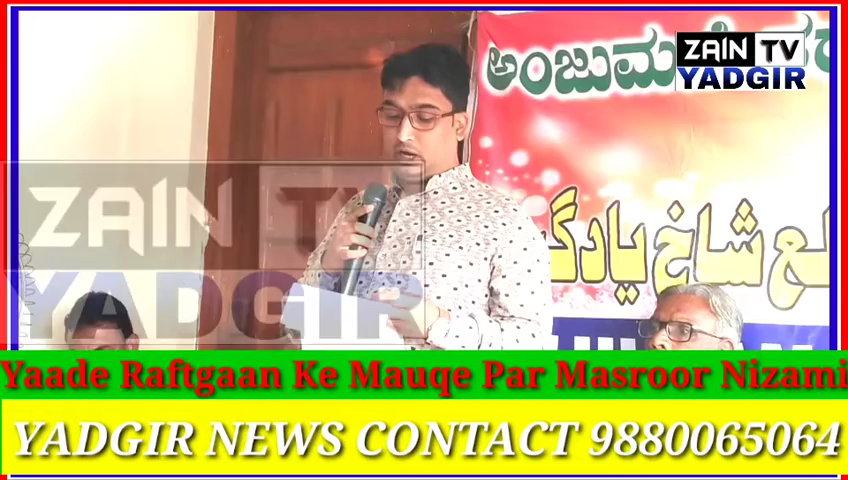 ZAIN TV
YADGIR
ಅಂಜುಮ
ZAIN TV
YADGIR
ضلع شاخ یادگ
Yaade Raftgaan Ke Mauqe Par Masroor Nizami
YADGIR NEWS CONTACT 9880065064